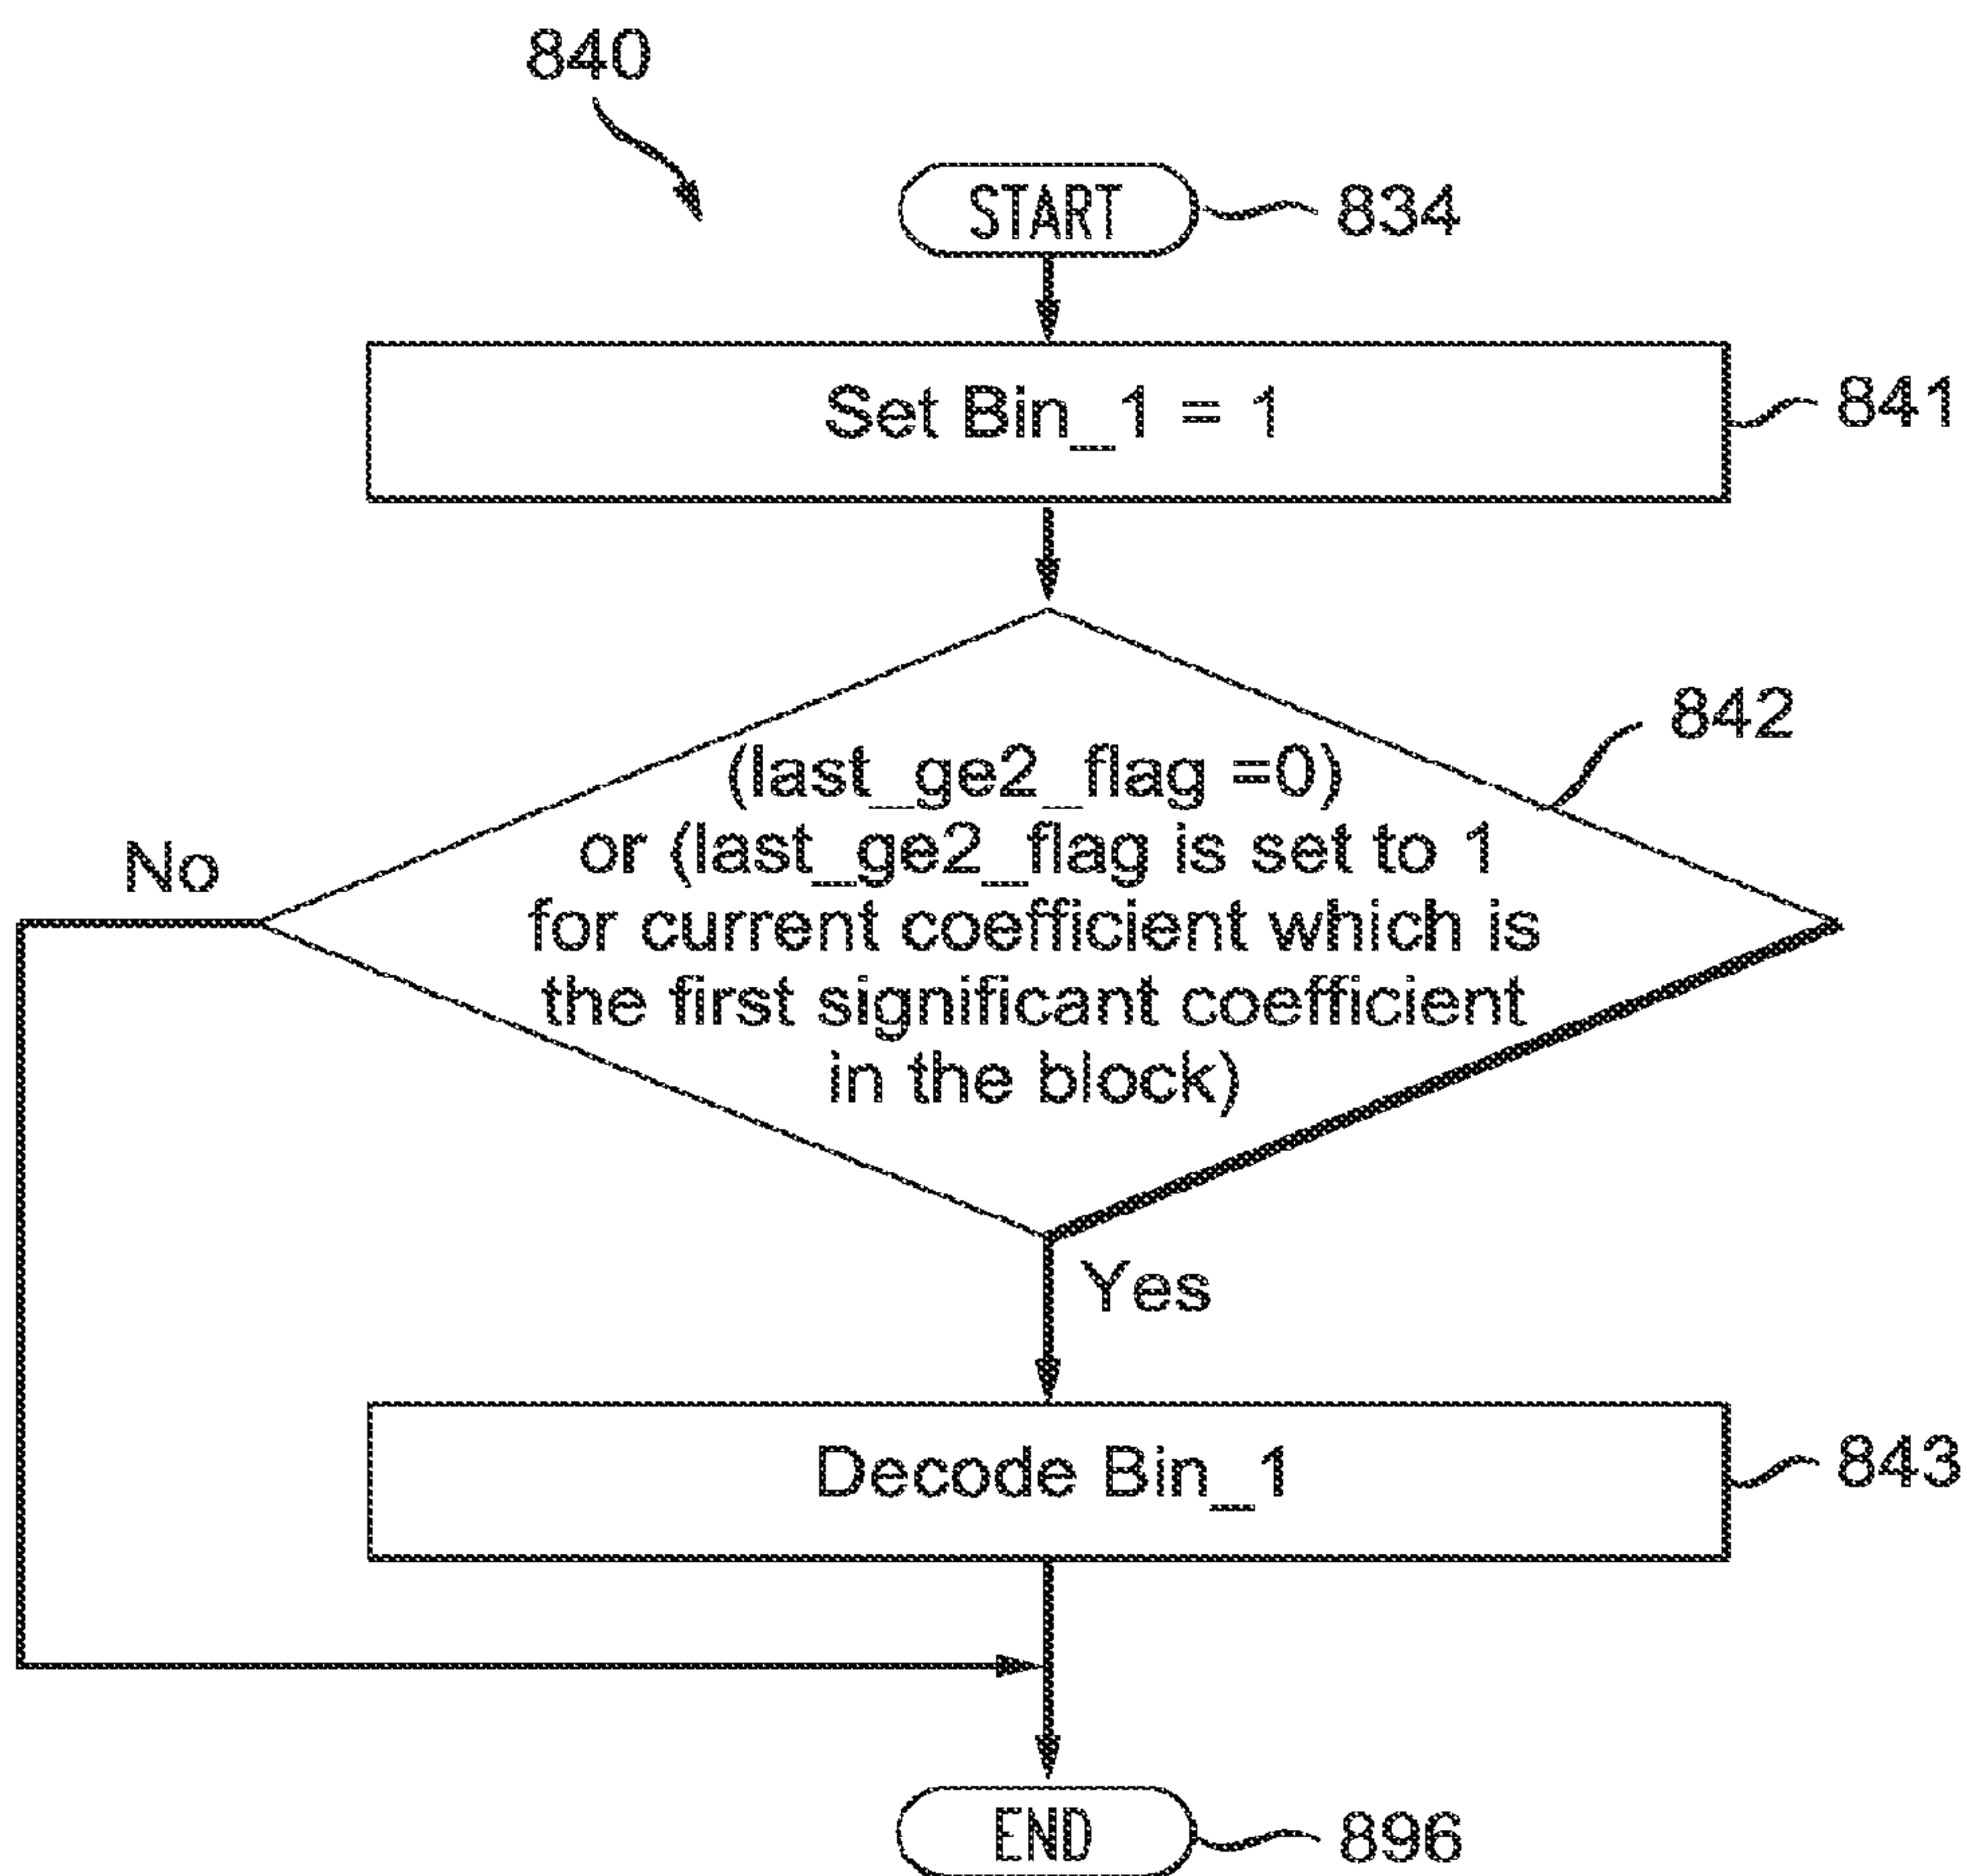 840
START
834
Set Bin_1 = 1
841
842
(last_ge2_flag =0)
or (last_ge2_flag is set to 1
for current coefficient which is
the first significant coefficient
in the block)
No
Yes
Decode Bin_1
843
END
896